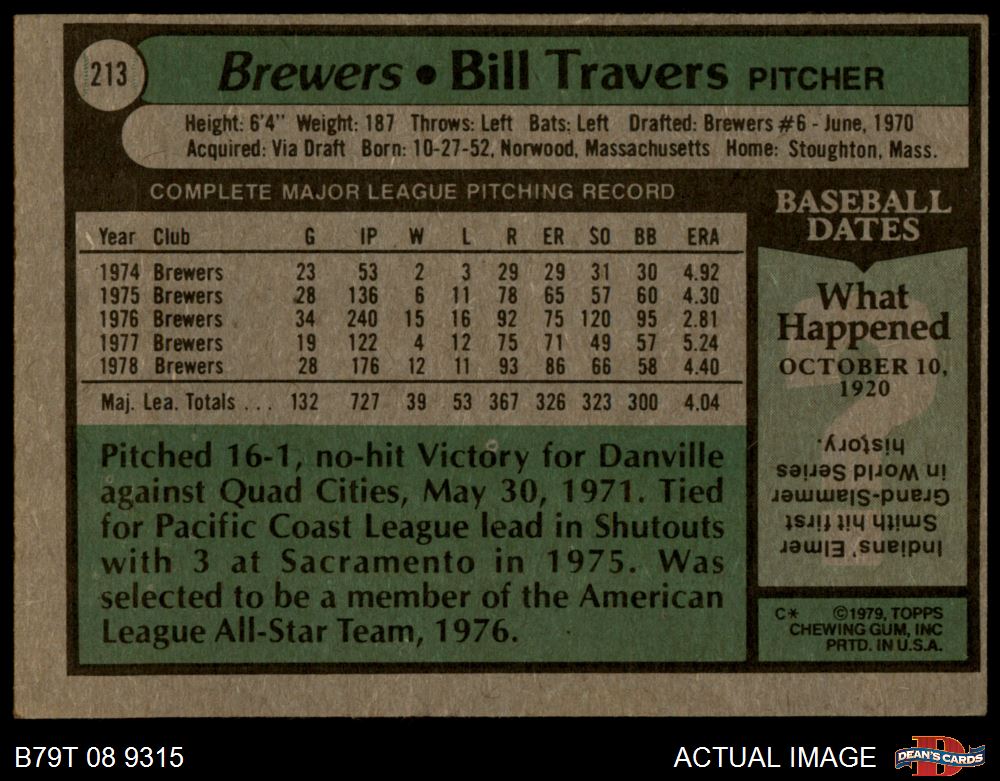 213
Brewers • Bill Travers PITCHER
Height: 6'4" Weight: 187 Throws: Left Bats: Left Drafted: Brewers #6 - June, 1970
Acquired: Via Draft Born: 10-27-52, Norwood, Massachusetts Home: Stoughton, Mass.
COMPLETE MAJOR LEAGUE PITCHING RECORD
Year Club G IP W L R ER SO BB ERA
1974 Brewers 23 53 2 3 29 29 31 30 4.92
1975 Brewers 28 136 6 11 78 65 57 60 4.30
1976 Brewers 34 240 15 16 92 75 120 95 2.81
1977 Brewers 19 122 4 12 75 71 49 57 5.24
1978 Brewers 28 176 12 11 93 86 66 58 4.40
Maj. Lea. Totals ... 132 727 39 53 367 326 323 300 4.04
Pitched 16-1, no-hit Victory for Danville
against Quad Cities, May 30, 1971. Tied
for Pacific Coast League lead in Shutouts
with 3 at Sacramento in 1975. Was
selected to be a member of the American
League All-Star Team, 1976.
BASEBALL
DATES
What
Happened
OCTOBER 10,
1920
Indians' Elmer
Smith hit first
Grand-Slammer
in World Series
history.
C* ©1979, TOPPS
CHEWING GUM, INC
PRTD. IN U.S.A.
B79T 08 9315
ACTUAL IMAGE
D
DEAN'S CARDS